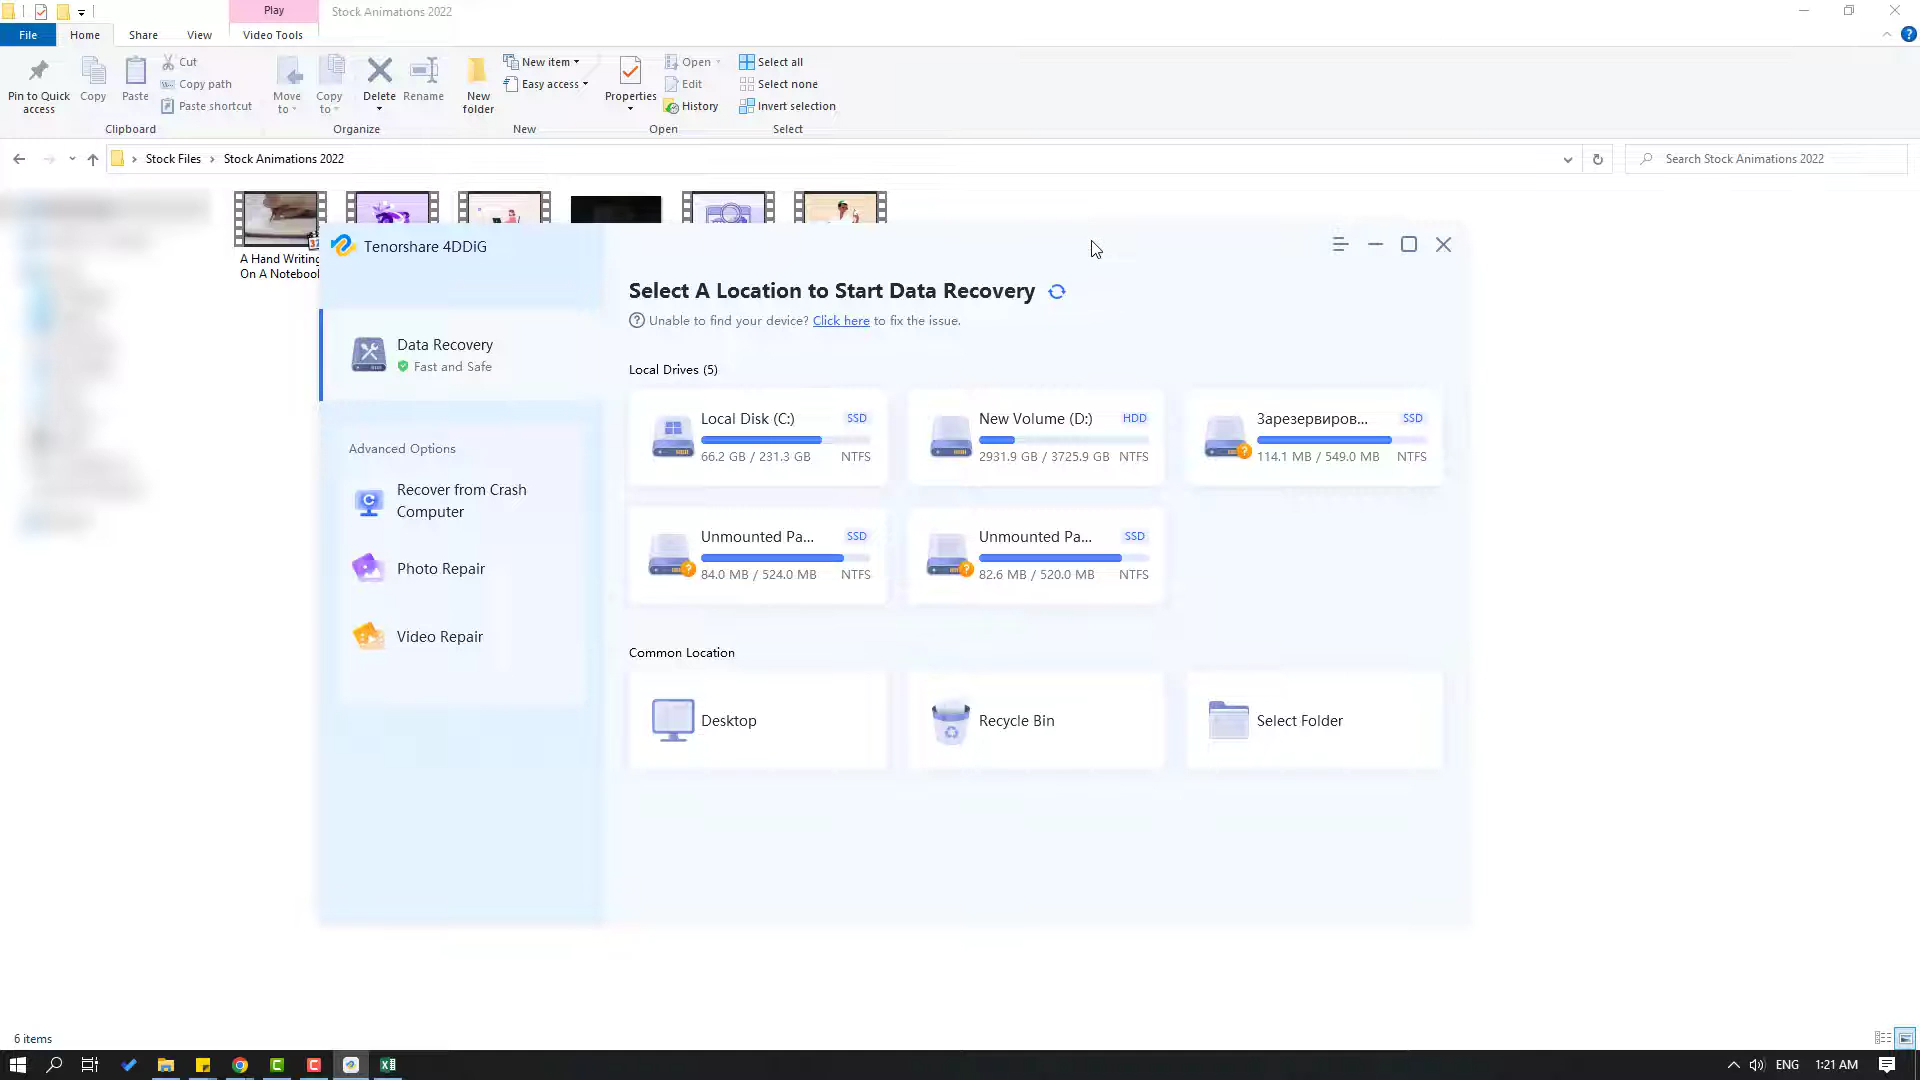 Play
Stock Animations 2022
File
Home
Share
View
Video Tools
Pin to Quick
access
Copy
Paste
Cut
Copy path
Paste shortcut
Clipboard
Move
to
Copy
to
Delete
Rename
Organize
New
folder
New item
Easy access
New
Properties
Open
Edit
History
Open
Select all
Select none
Invert selection
Select
Stock Files
Stock Animations 2022
Search Stock Animations 2022
A Hand Writing
On A Notebook
Tenorshare 4DDiG
Data Recovery
Fast and Safe
Advanced Options
Recover from Crash
Computer
Photo Repair
Video Repair
Select A Location to Start Data Recovery
Unable to find your device? Click here to fix the issue.
Local Drives (5)
Local Disk (C:) SSD
66.2 GB / 231.3 GB NTFS
New Volume (D:) HDD
2931.9 GB / 3725.9 GB NTFS
Зарезервиров... SSD
114.1 MB / 549.0 MB NTFS
Unmounted Pa... SSD
84.0 MB / 524.0 MB NTFS
Unmounted Pa... SSD
82.6 MB / 520.0 MB NTFS
Common Location
Desktop
Recycle Bin
Select Folder
6 items
ENG
1:21 AM